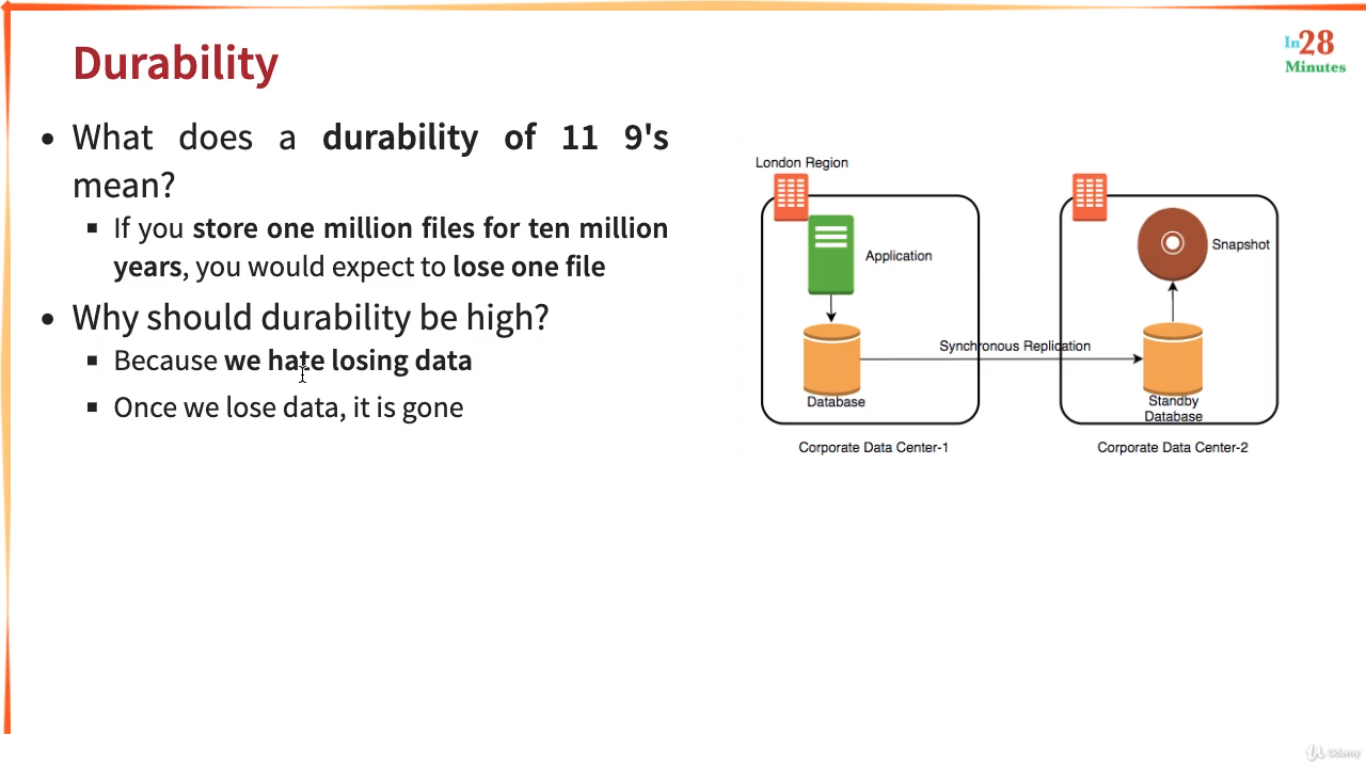 Durability
In28
Minutes
• What does a durability of 11 9's
mean?
▪ If you store one million files for ten million
years, you would expect to lose one file
• Why should durability be high?
▪ Because we hate losing data
▪ Once we lose data, it is gone
London Region
Application
Snapshot
Synchronous Replication
Database
Standby
Database
Corporate Data Center-1
Corporate Data Center-2
Udemy